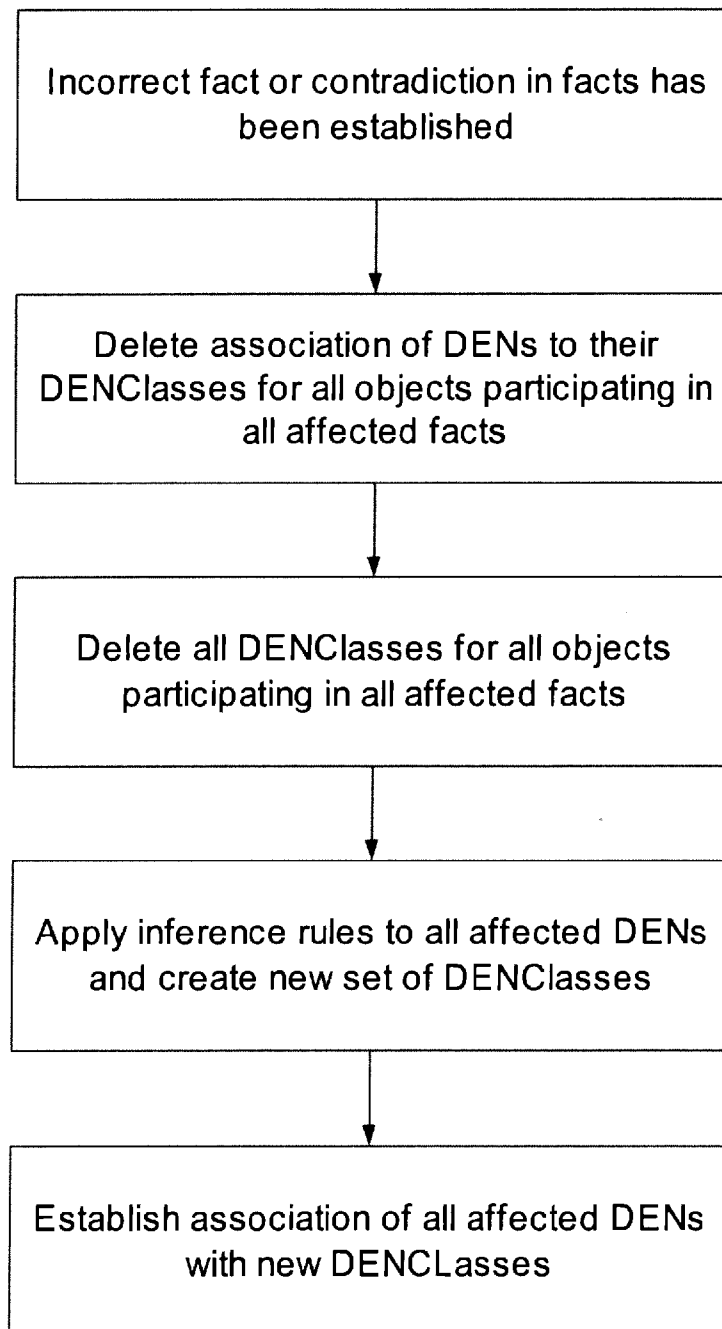 Incorrect fact or contradiction in facts has
been established
Delete association of DENs to their
DENClasses for all objects participating in
all affected facts
Delete all DENClasses for all objects
participating in all affected facts
Apply inference rules to all affected DENs
and create new set of DENClasses
Establish association of all affected DENs
with new DENCLasses